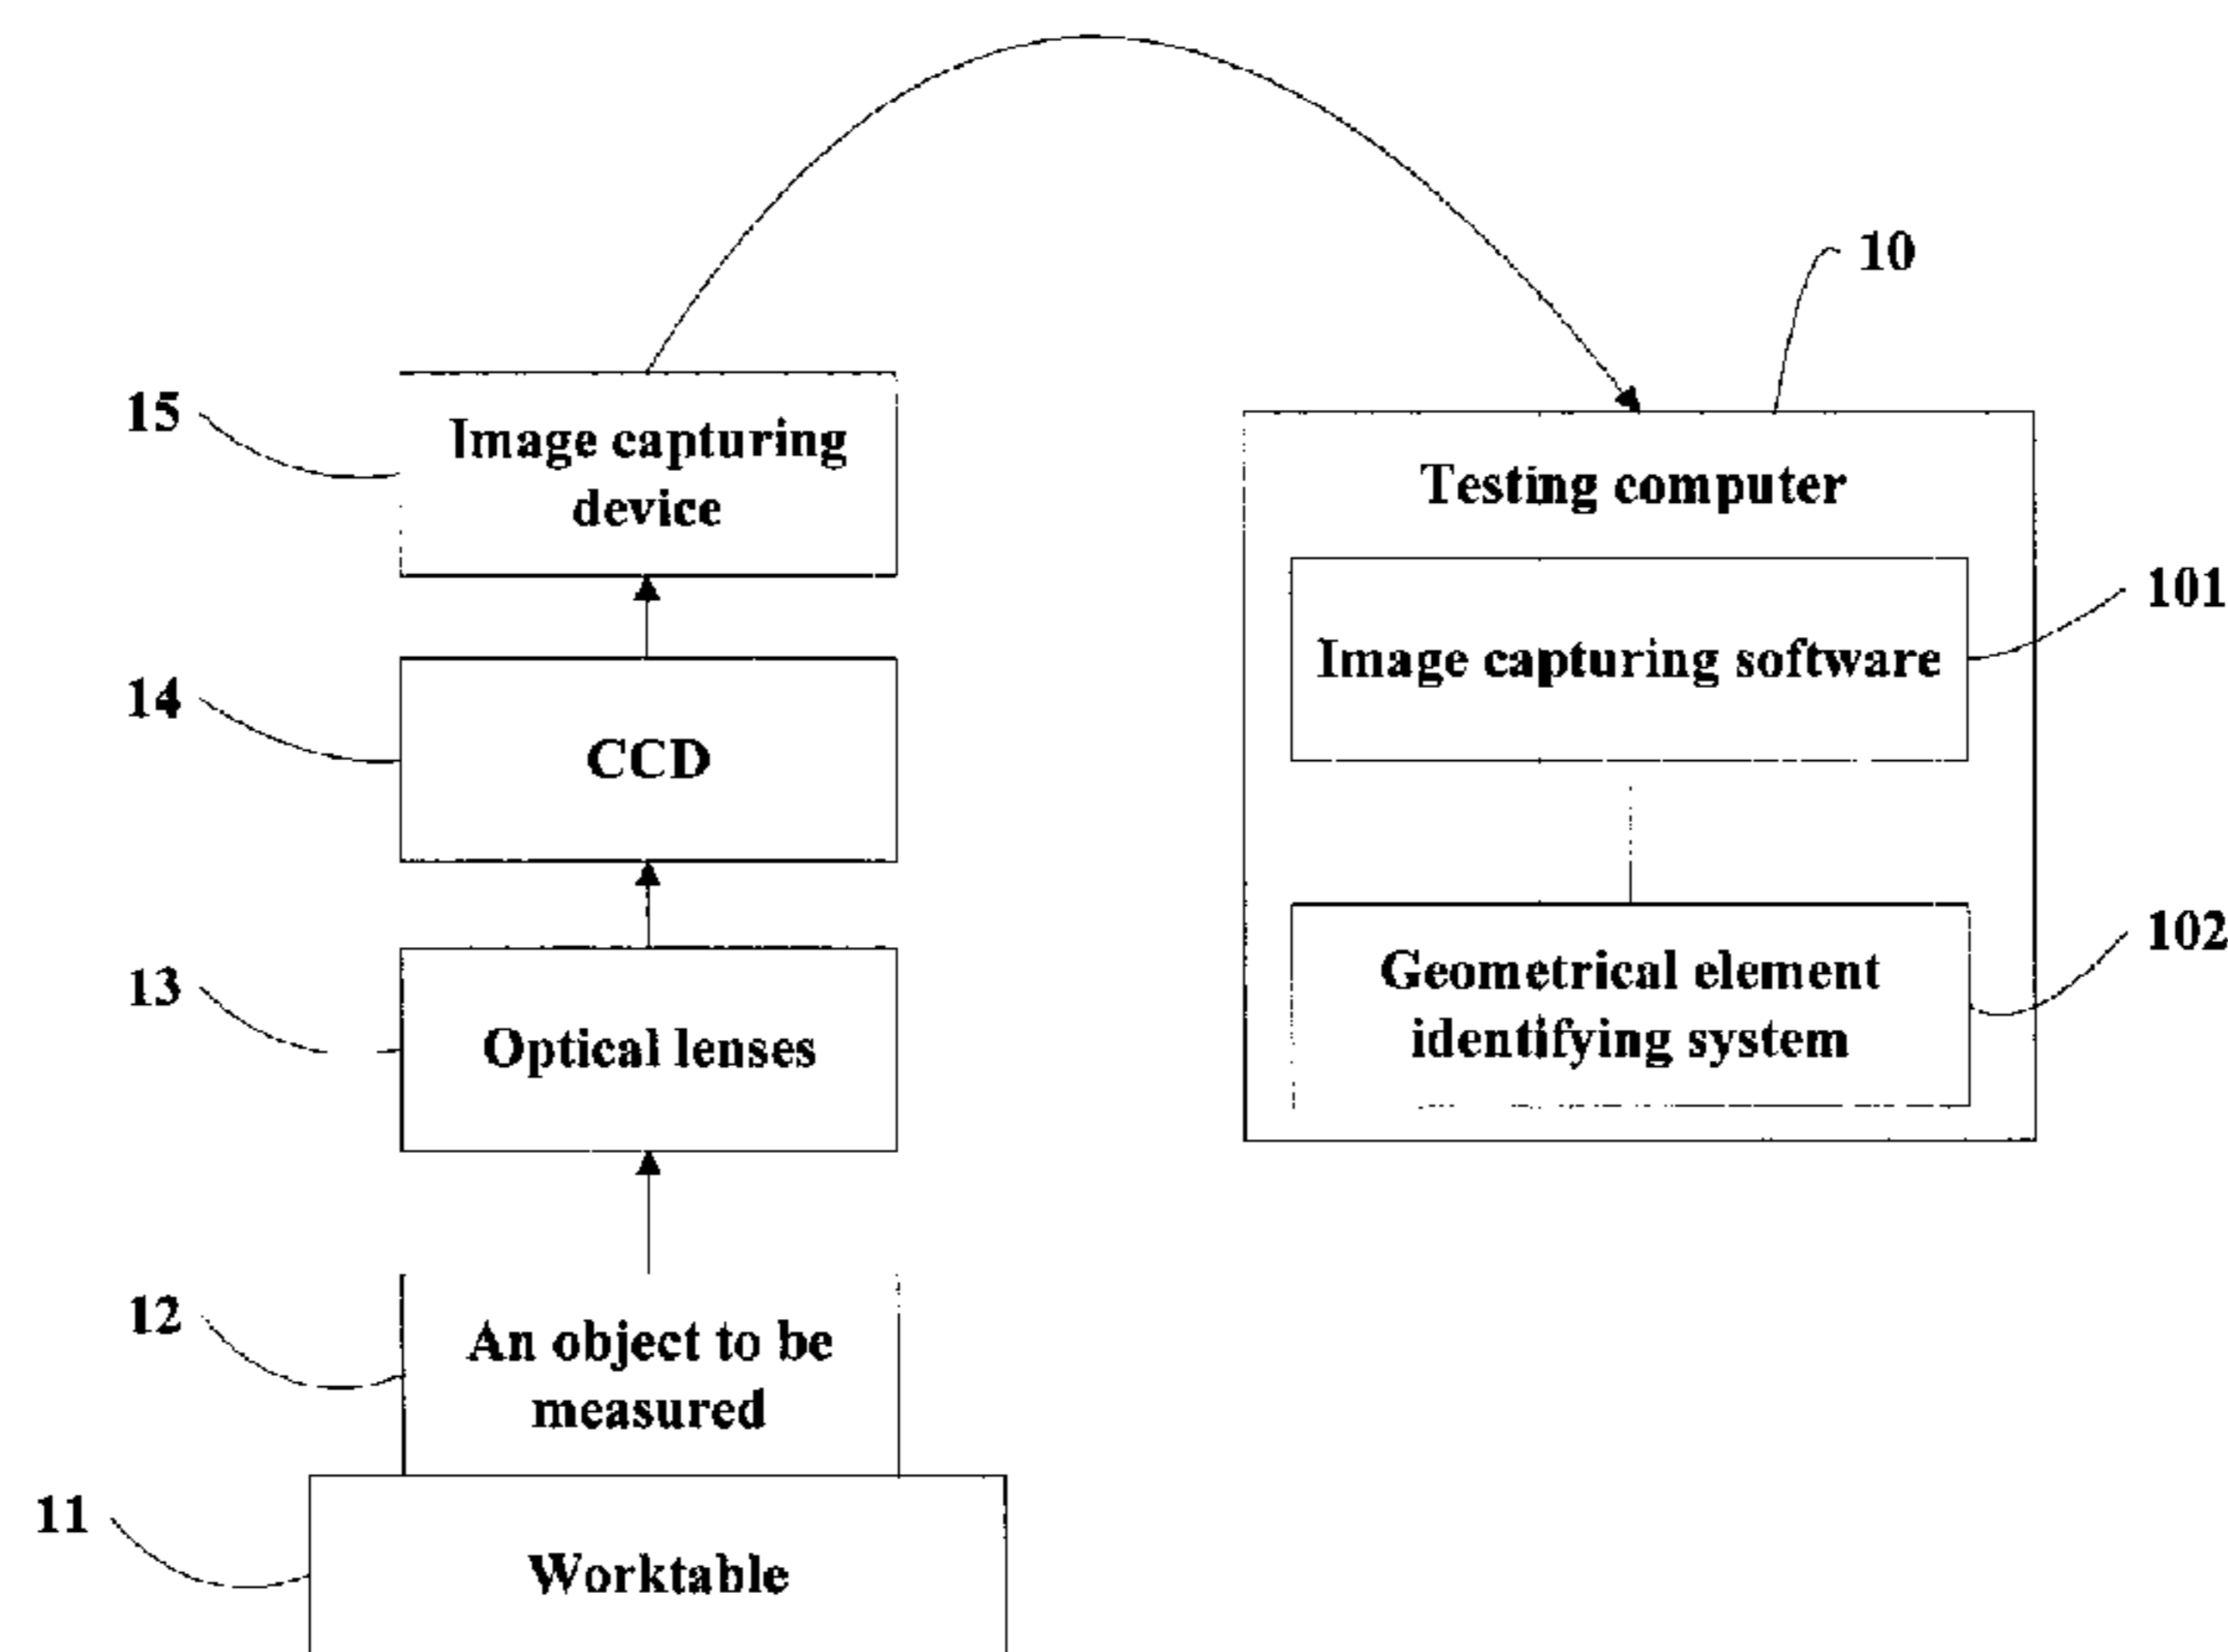 10
15
Image capturing
device
Testing computer
101
Image capturing software
14
CCD
102
Geometrical element
identifying system
13
Optical lenses
12
An object to be
measured
11
Worktable